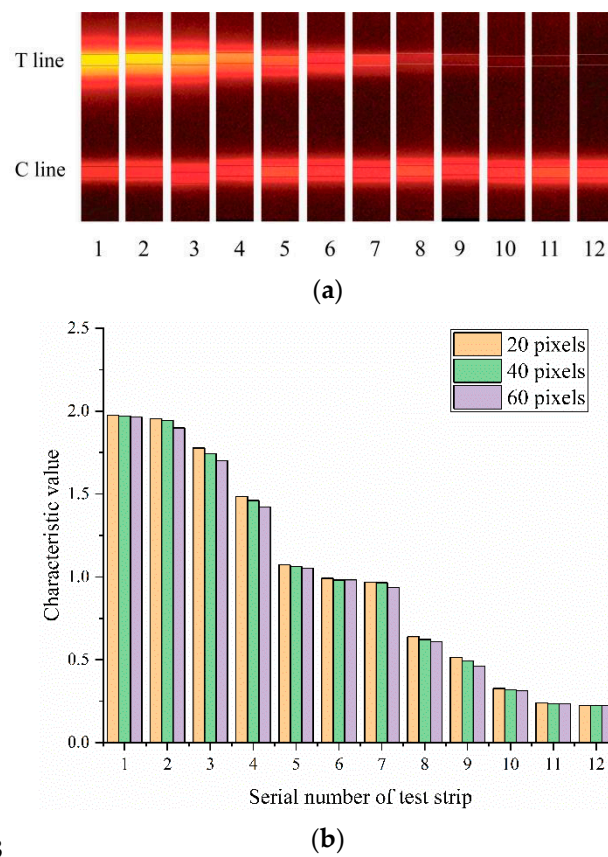 T line
C line
1 2 3 4 5 6 7 8 9 10 11 12
(a)
2.5
2.0
1.5
1.0
0.5
0.0
Characteristic value
20 pixels
40 pixels
60 pixels
1 2 3 4 5 6 7 8 9 10 11 12
Serial number of test strip
(b)